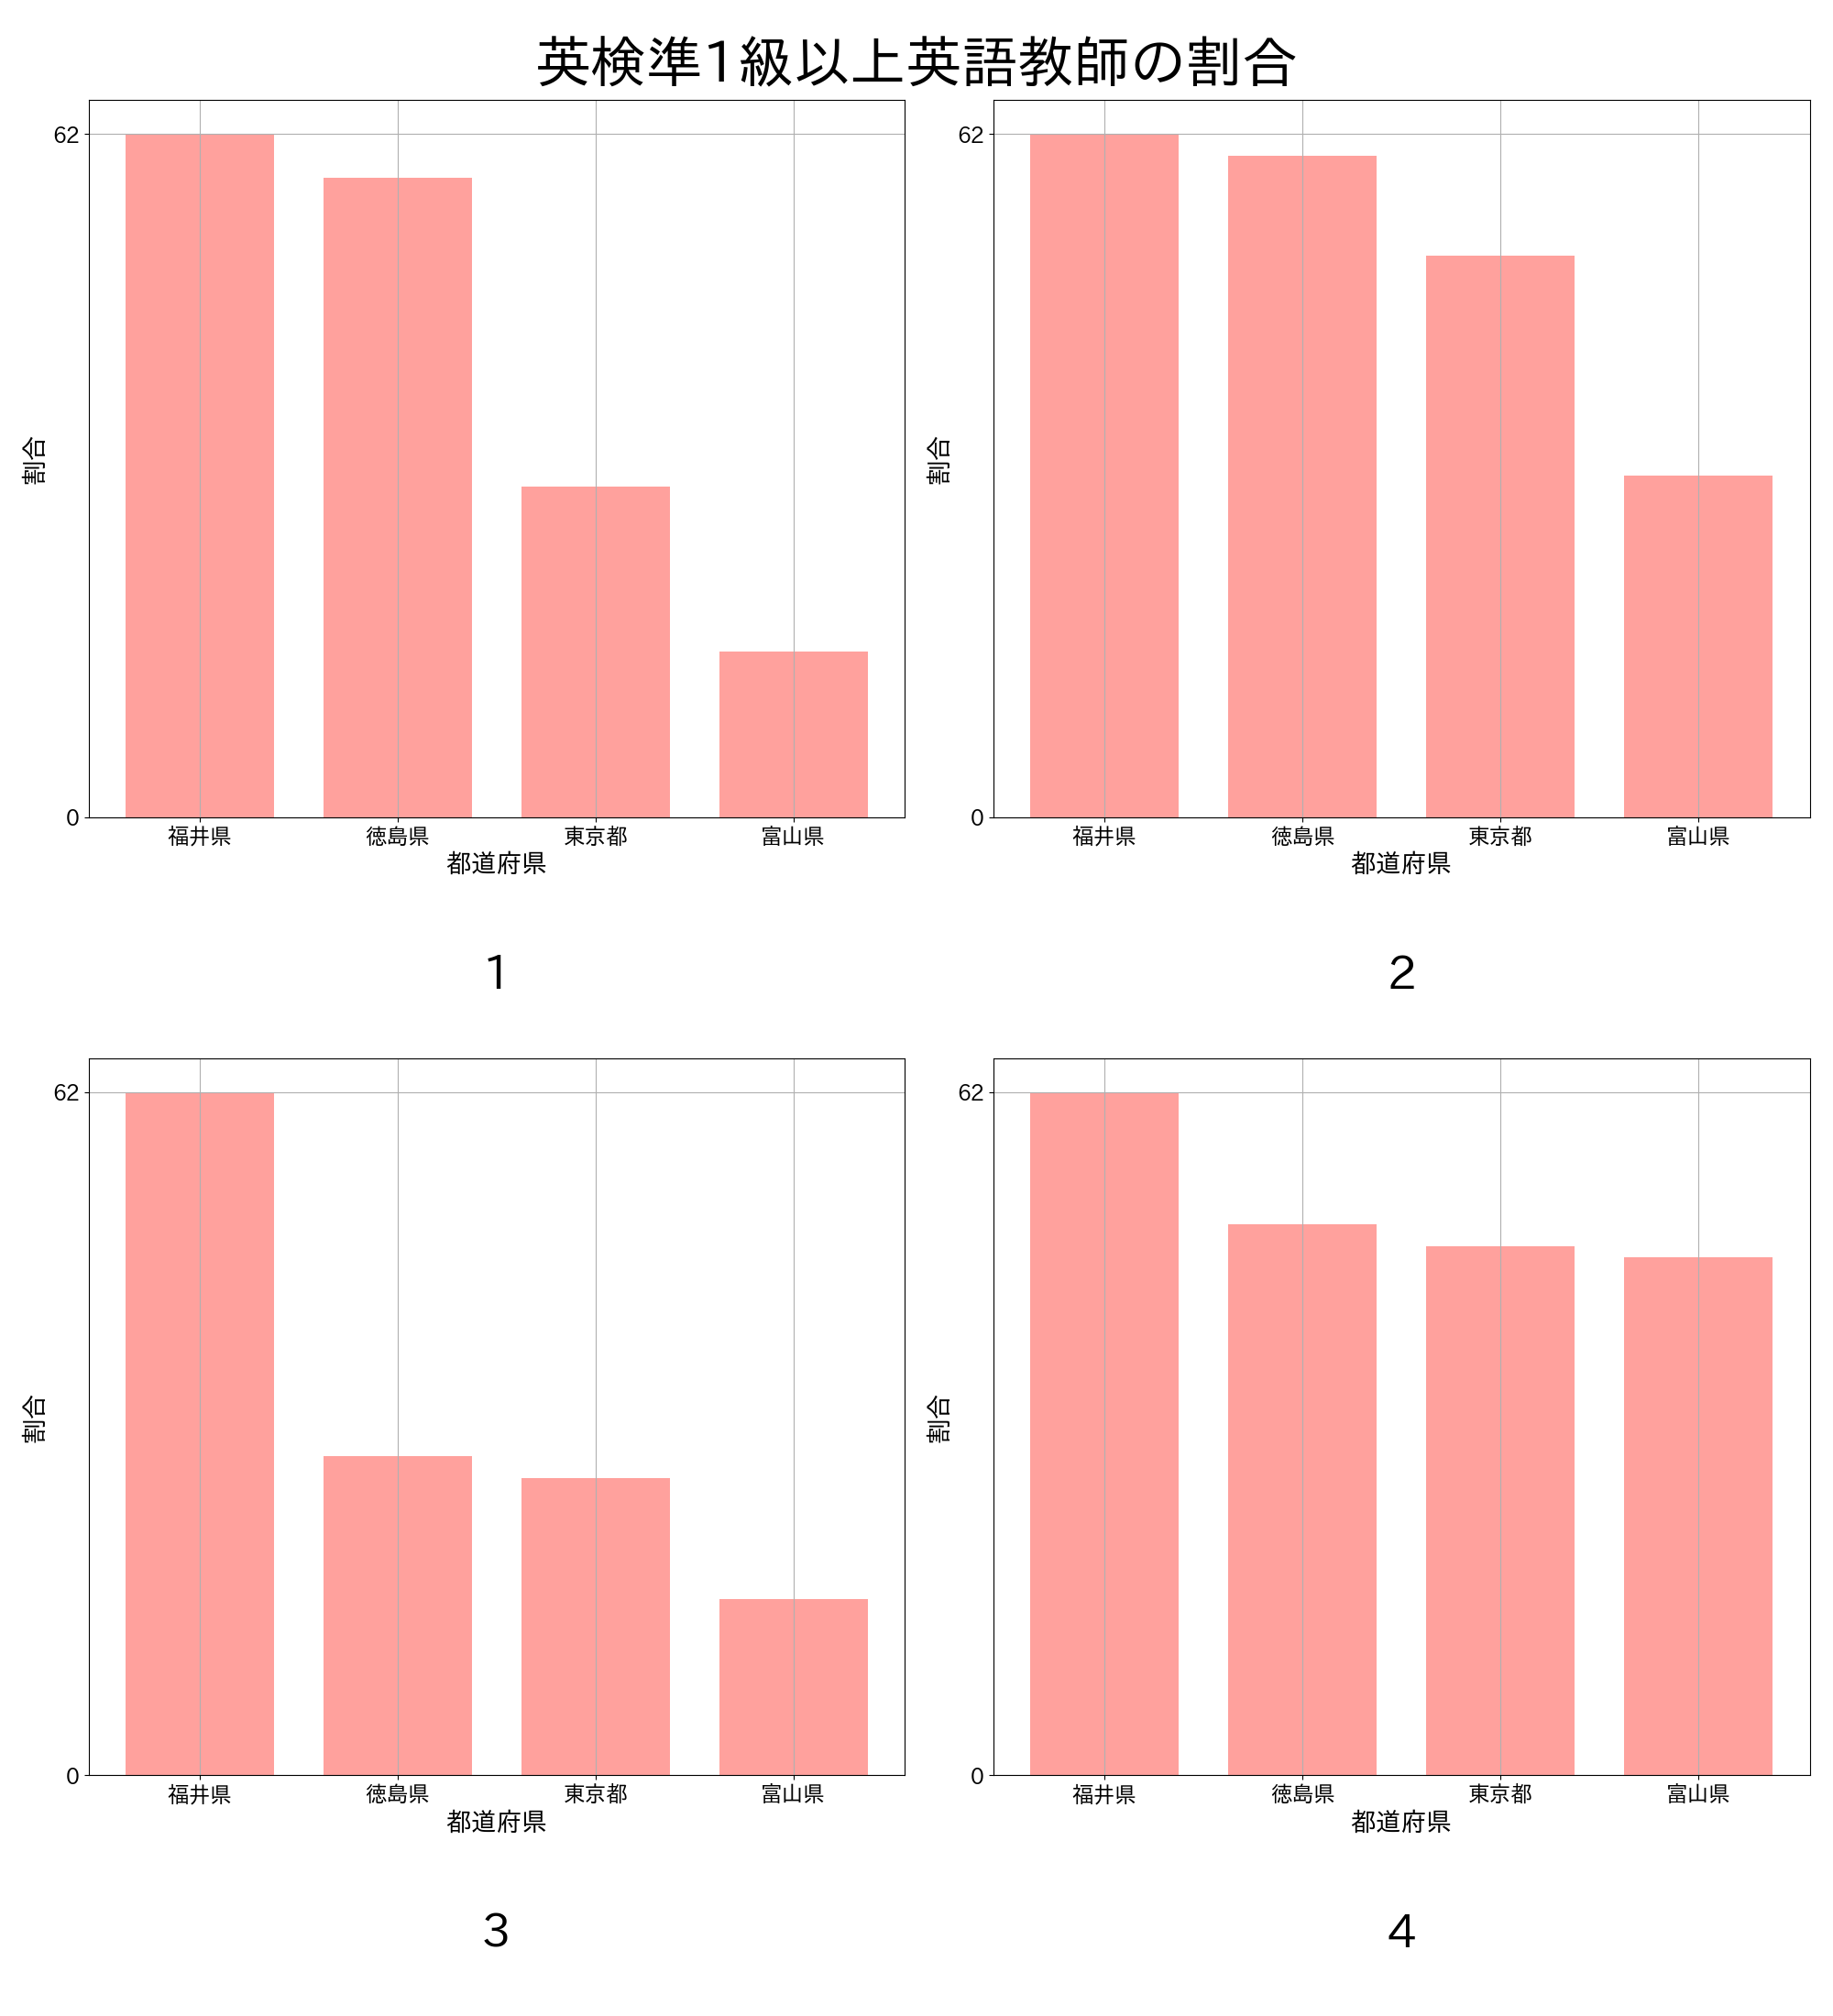 英検準1級以上英語教師の割合
62
割合
0
福井県 徳島県 東京都 富山県
都道府県
1
62
割合
0
福井県 徳島県 東京都 富山県
都道府県
2
62
割合
0
福井県 徳島県 東京都 富山県
都道府県
3
62
割合
0
福井県 徳島県 東京都 富山県
都道府県
4